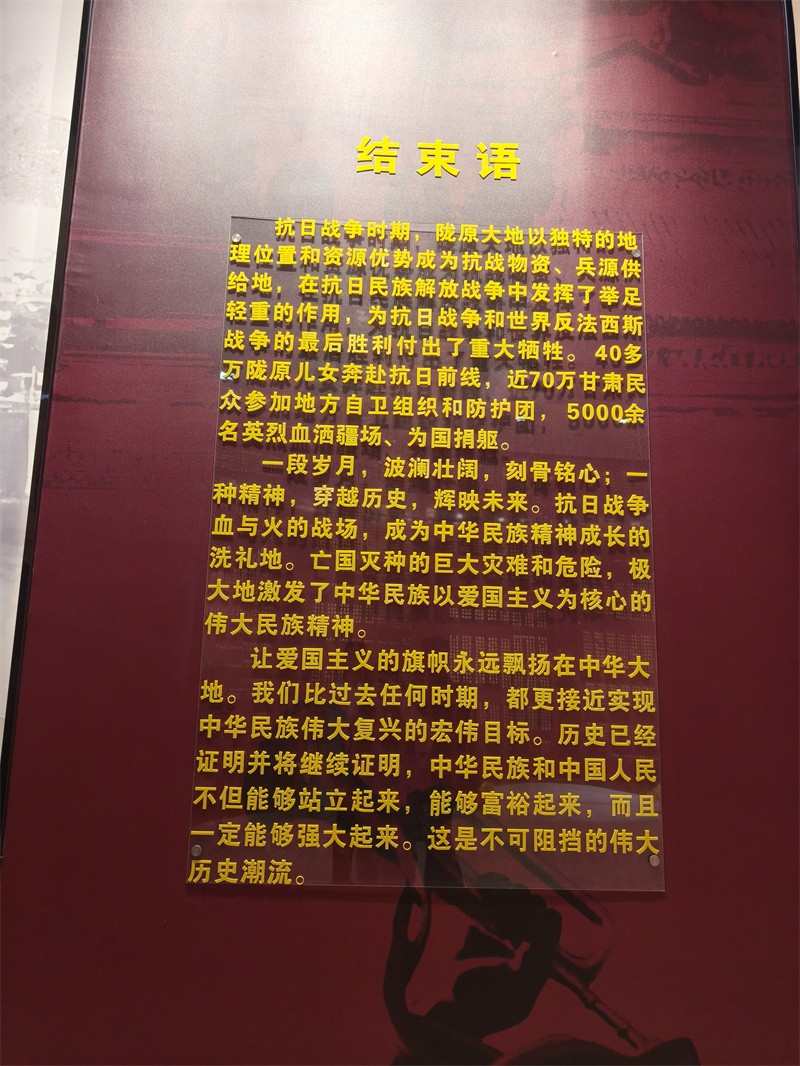 结束语
抗日战争时期，陇原大地以独特的地
理位置和资源优势成为抗战物资、兵源供
给地，在抗日民族解放战争中发挥了举足
轻重的作用，为抗日战争和世界反法西斯
战争的最后胜利付出了重大牺牲。40多
万陇原儿女奔赴抗日前线，近70万甘肃民
众参加地方自卫组织和防护团，5000余
名英烈血洒疆场、为国捐躯。
一段岁月，波澜壮阔，刻骨铭心；一
种精神，穿越历史，辉映未来。抗日战争
血与火的战场，成为中华民族精神成长的
洗礼地。亡国灭种的巨大灾难和危险，极
大地激发了中华民族以爱国主义为核心的
伟大民族精神。
让爱国主义的旗帜永远飘扬在中华大
地。我们比过去任何时期，都更接近实现
中华民族伟大复兴的宏伟目标。历史已经
证明并将继续证明，中华民族和中国人民
不但能够站立起来，能够富裕起来，而且
一定能够强大起来。这是不可阻挡的伟大
历史潮流。